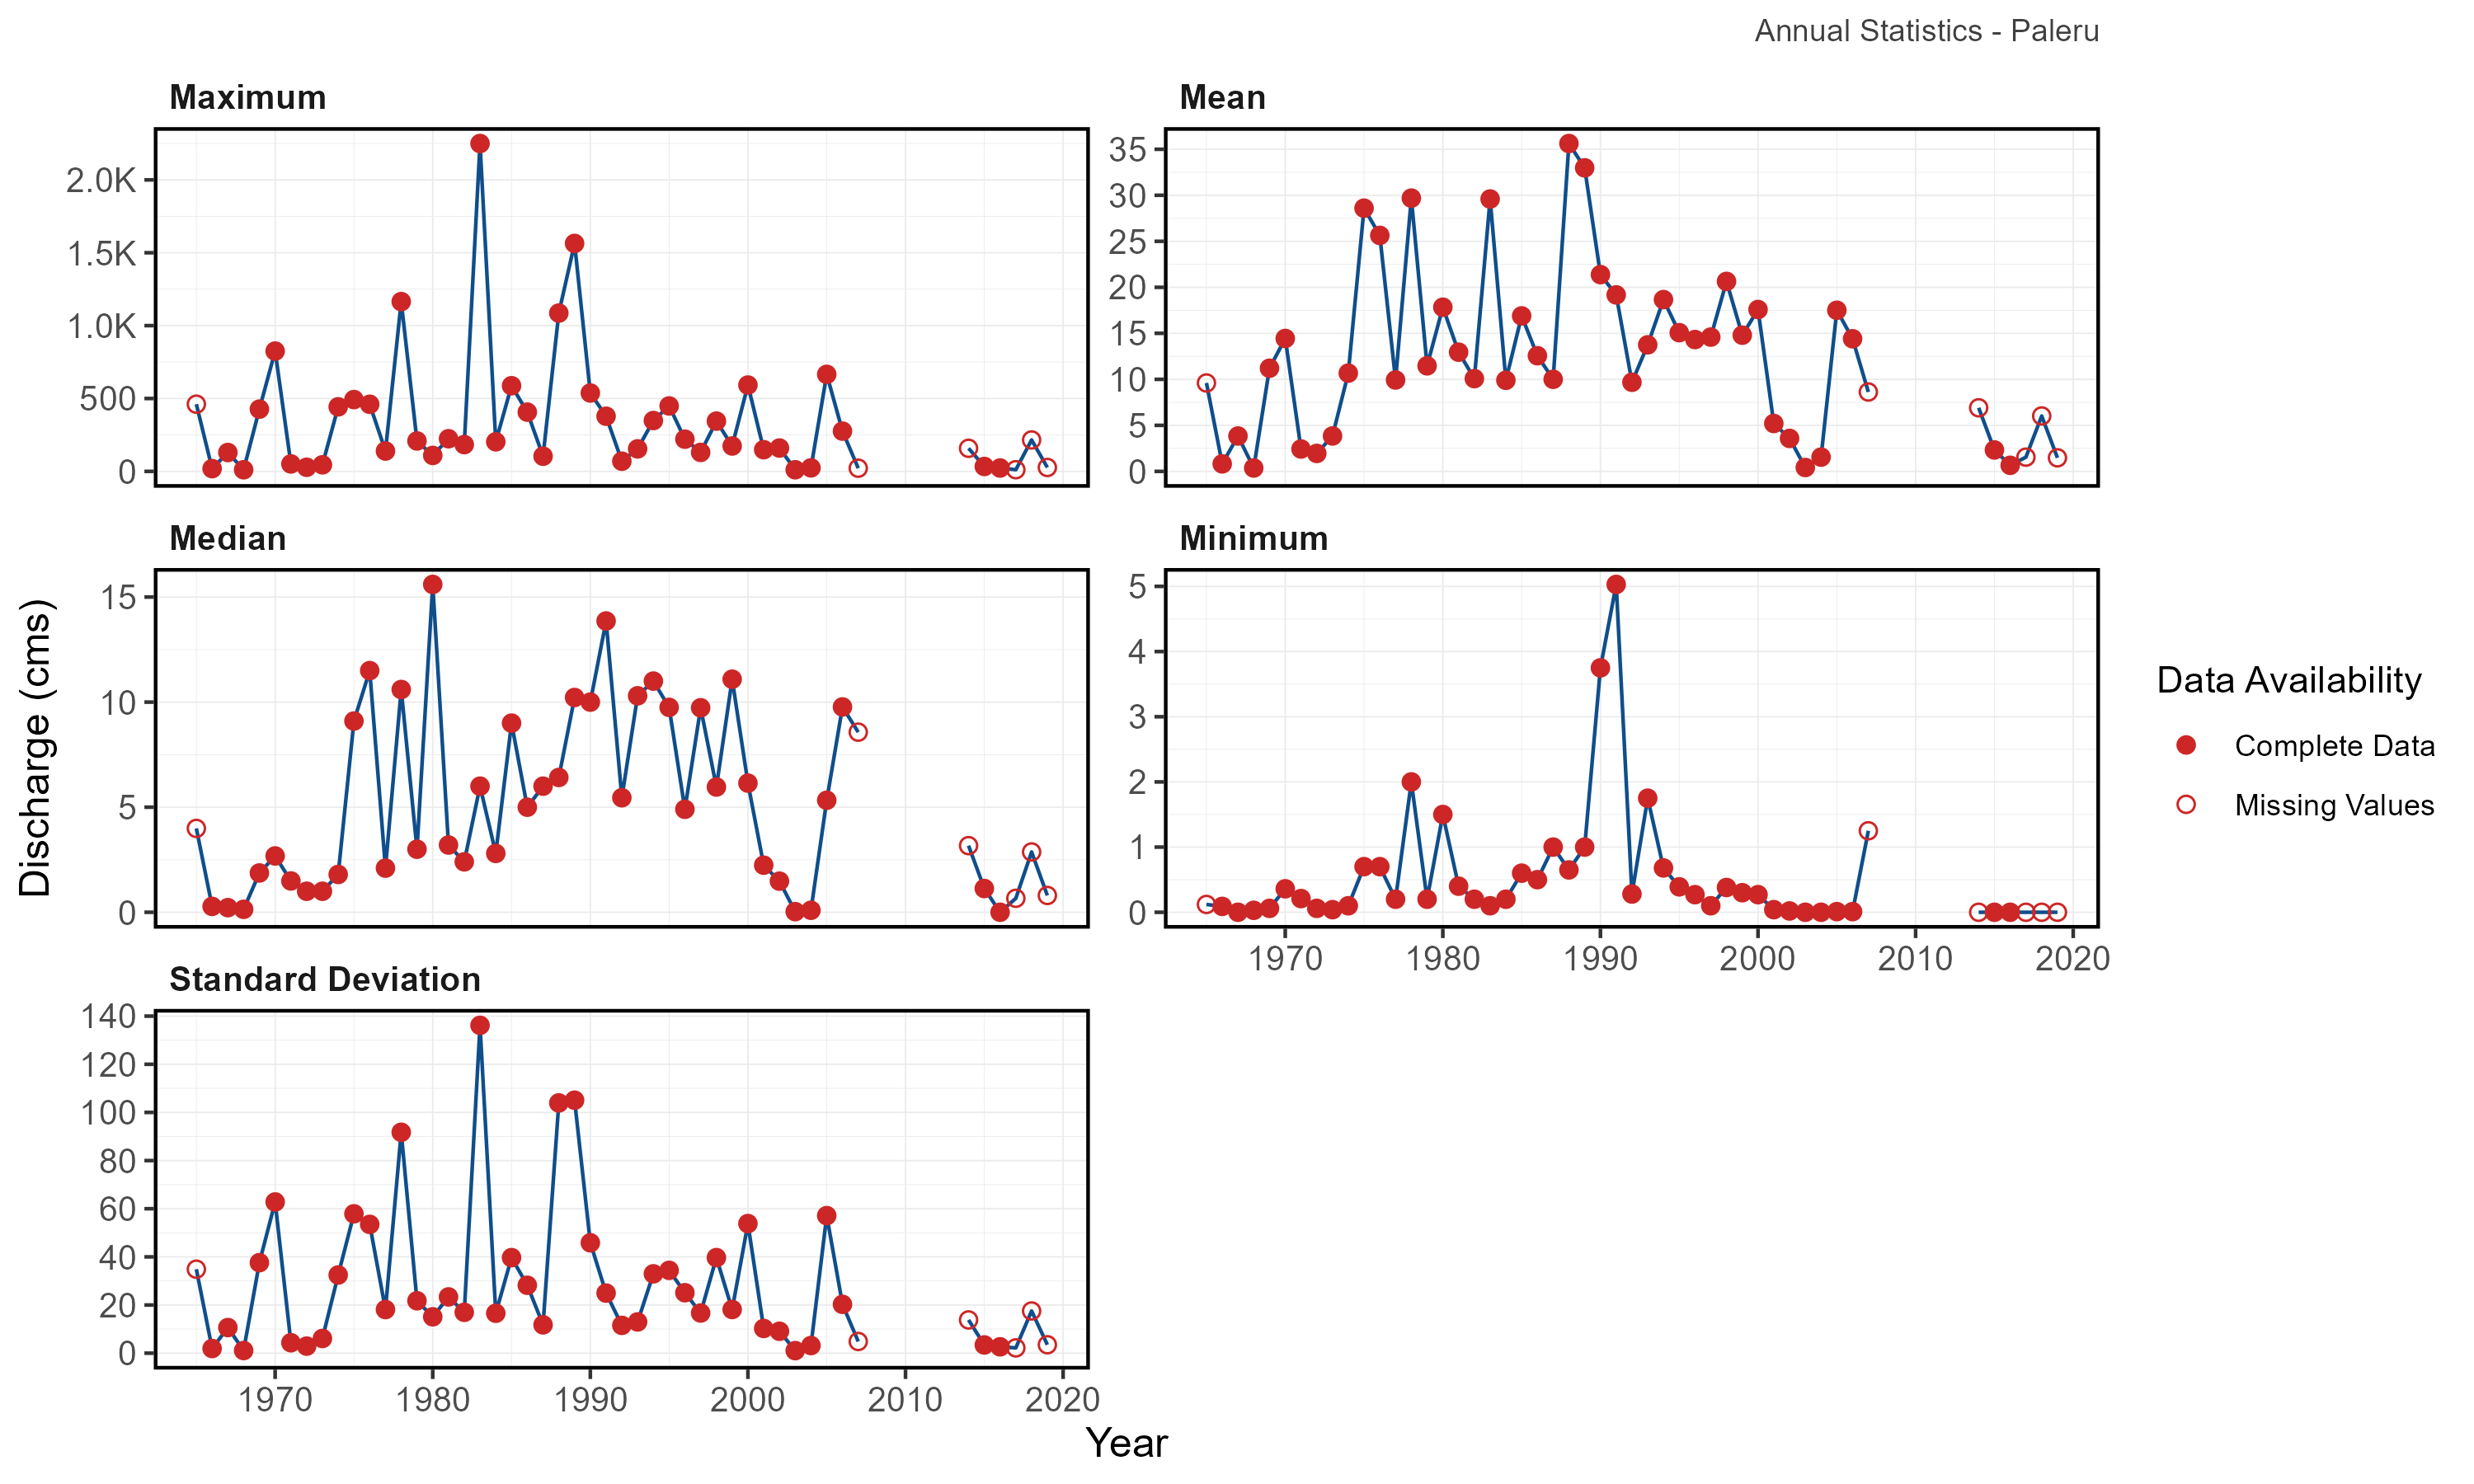 Annual Statistics - Paleru
Maximum
2.0K
1.5K
1.0K
500
0
Mean
35
30
25
20
15
10
5
0
Discharge (cms)
Median
15
10
5
0
Minimum
5
4
3
2
1
0
1970 1980 1990 2000 2010 2020
Data Availability
Complete Data
Missing Values
Standard Deviation
140
120
100
80
60
40
20
0
1970 1980 1990 2000 2010 2020
Year